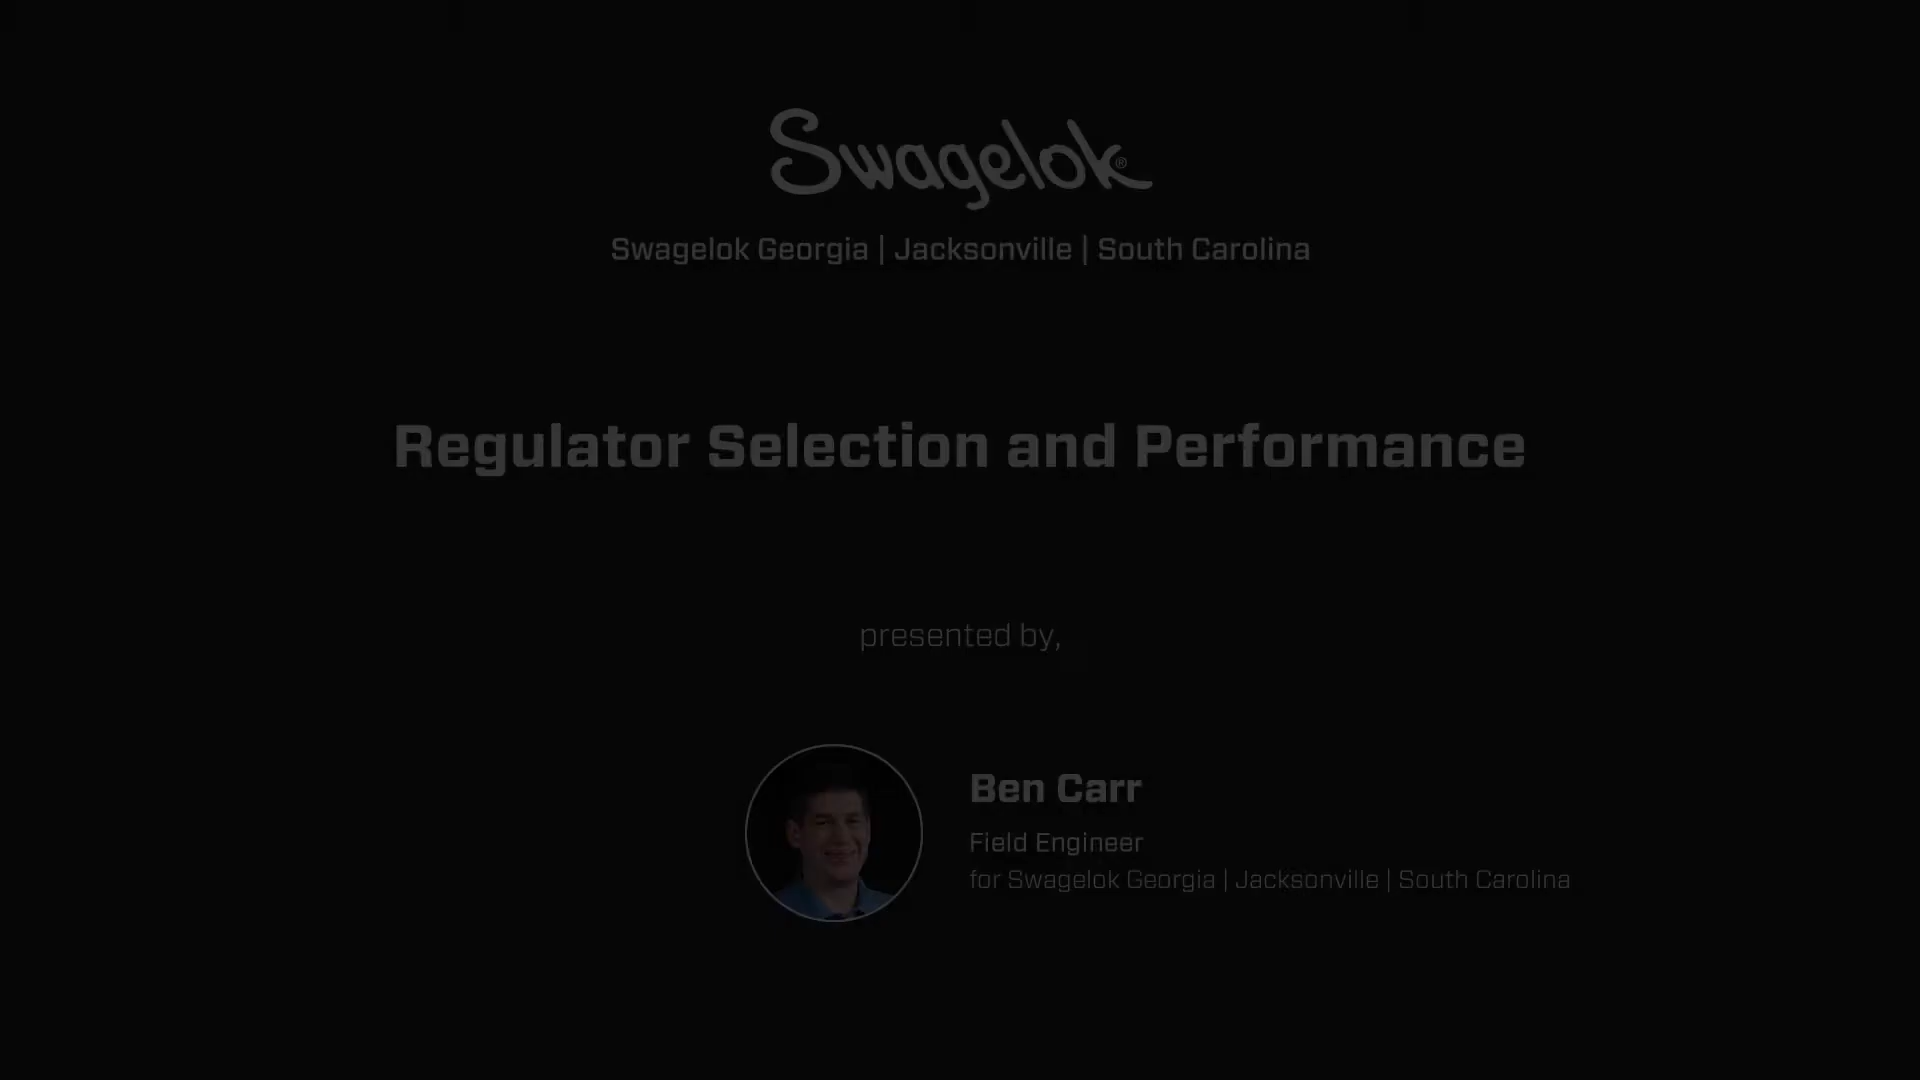 Swagelok®
Swagelok Georgia | Jacksonville | South Carolina
Regulator Selection and Performance
presented by,
Ben Carr
Field Engineer
for Swagelok Georgia | Jacksonville | South Carolina